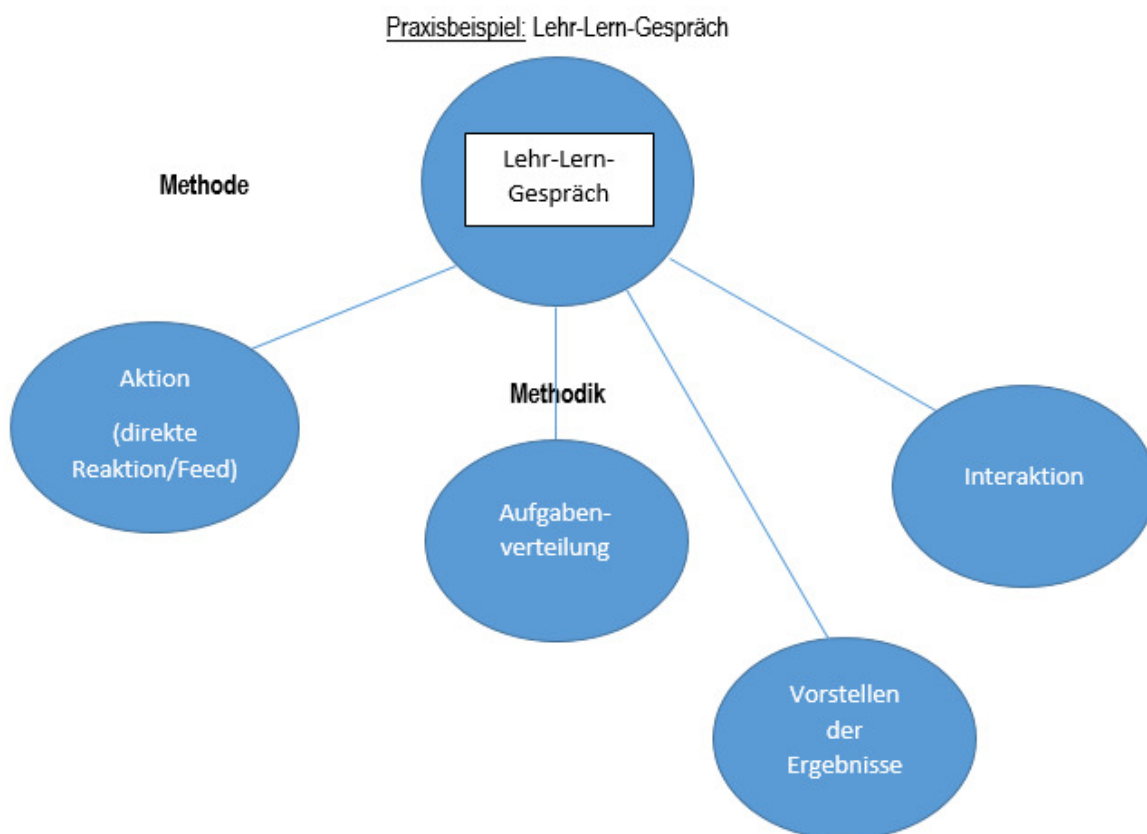 Praxisbeispiel: Lehr-Lern-Gespräch
Lehr-Lern-
Gespräch
Methode
Aktion
(direkte
Reaktion/Feed)
Methodik
Aufgaben-
verteilung
Interaktion
Vorstellen
der
Ergebnisse